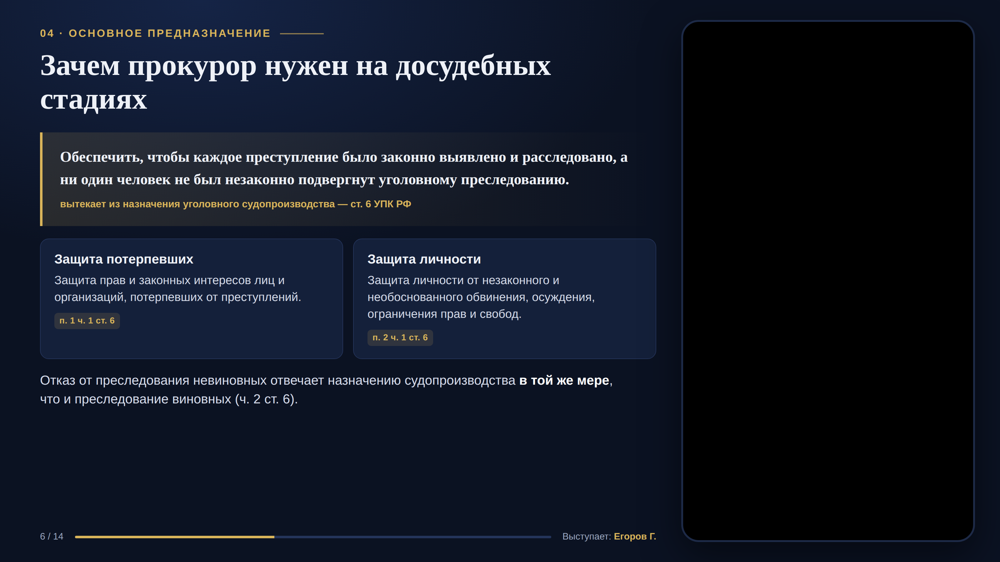 04 · ОСНОВНОЕ ПРЕДНАЗНАЧЕНИЕ
Зачем прокурор нужен на досудебных
стадиях
Обеспечить, чтобы каждое преступление было законно выявлено и расследовано, а
ни один человек не был незаконно подвергнут уголовному преследованию.
вытекает из назначения уголовного судопроизводства — ст. 6 УПК РФ
Защита потерпевших
Защита прав и законных интересов лиц и
организаций, потерпевших от преступлений.
п. 1 ч. 1 ст. 6
Защита личности
Защита личности от незаконного и
необоснованного обвинения, осуждения,
ограничения прав и свобод.
п. 2 ч. 1 ст. 6
Отказ от преследования невиновных отвечает назначению судопроизводства в той же мере,
что и преследование виновных (ч. 2 ст. 6).
6 / 14
Выступает: Егоров Г.